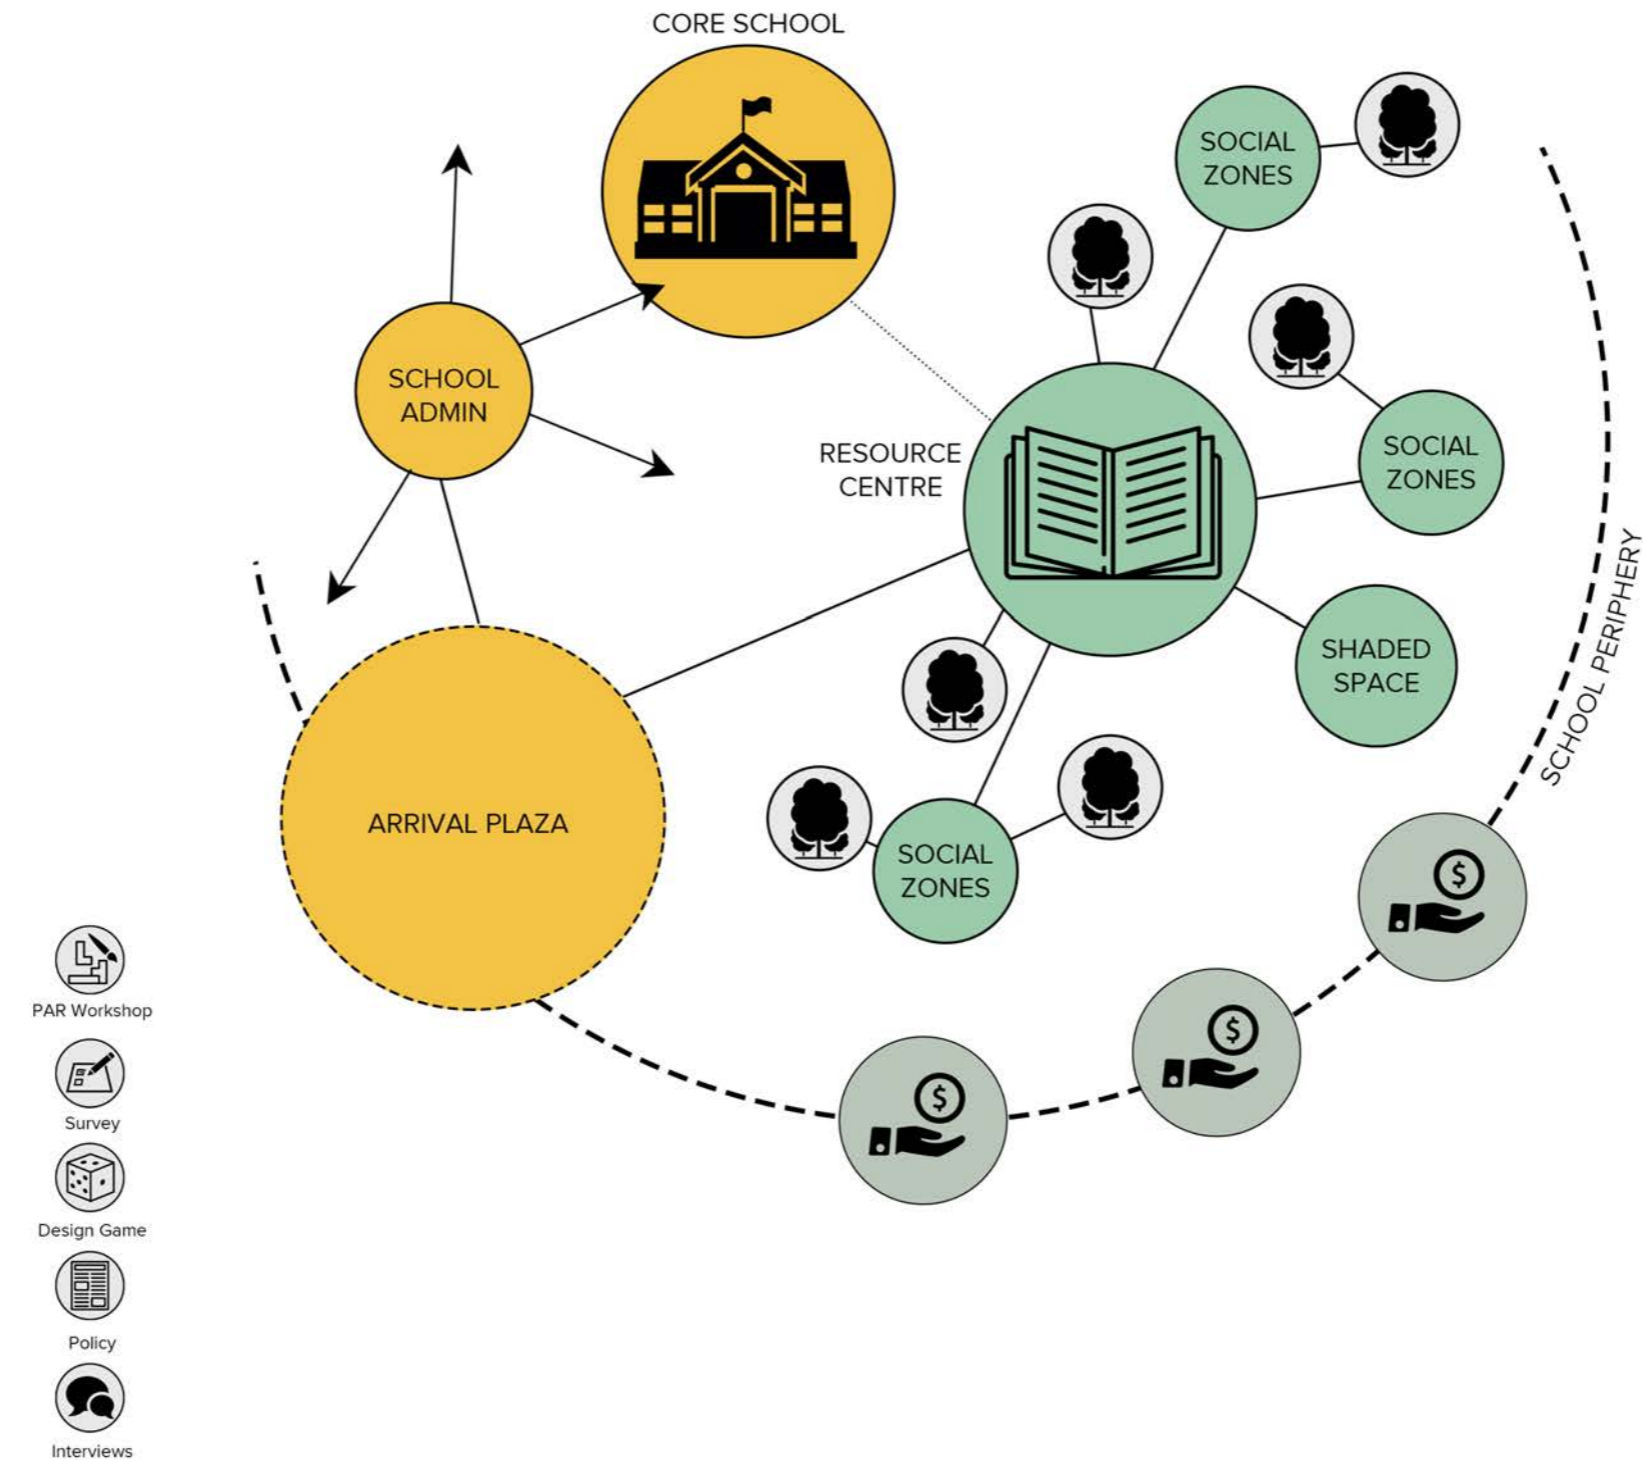 CORE SCHOOL
SOCIAL
ZONES
SCHOOL
ADMIN
RESOURCE
CENTRE
SOCIAL
ZONES
SHADED
SPACE
SCHOOL PERIPHERY
ARRIVAL PLAZA
SOCIAL
ZONES
$
$
$
PAR Workshop
Survey
Design Game
Policy
Interviews